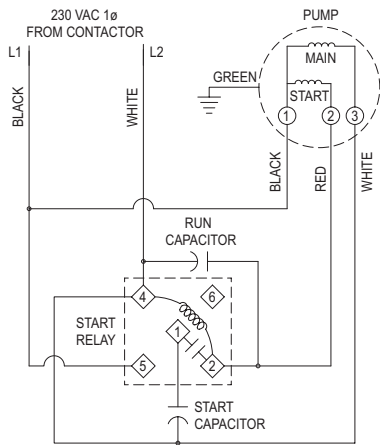 230 VAC 1ø
FROM CONTACTOR
L1
L2
BLACK
WHITE
PUMP
MAIN
START
GREEN
1
2
3
BLACK
RED
WHITE
RUN
CAPACITOR
START
RELAY
4
6
1
5
2
START
CAPACITOR